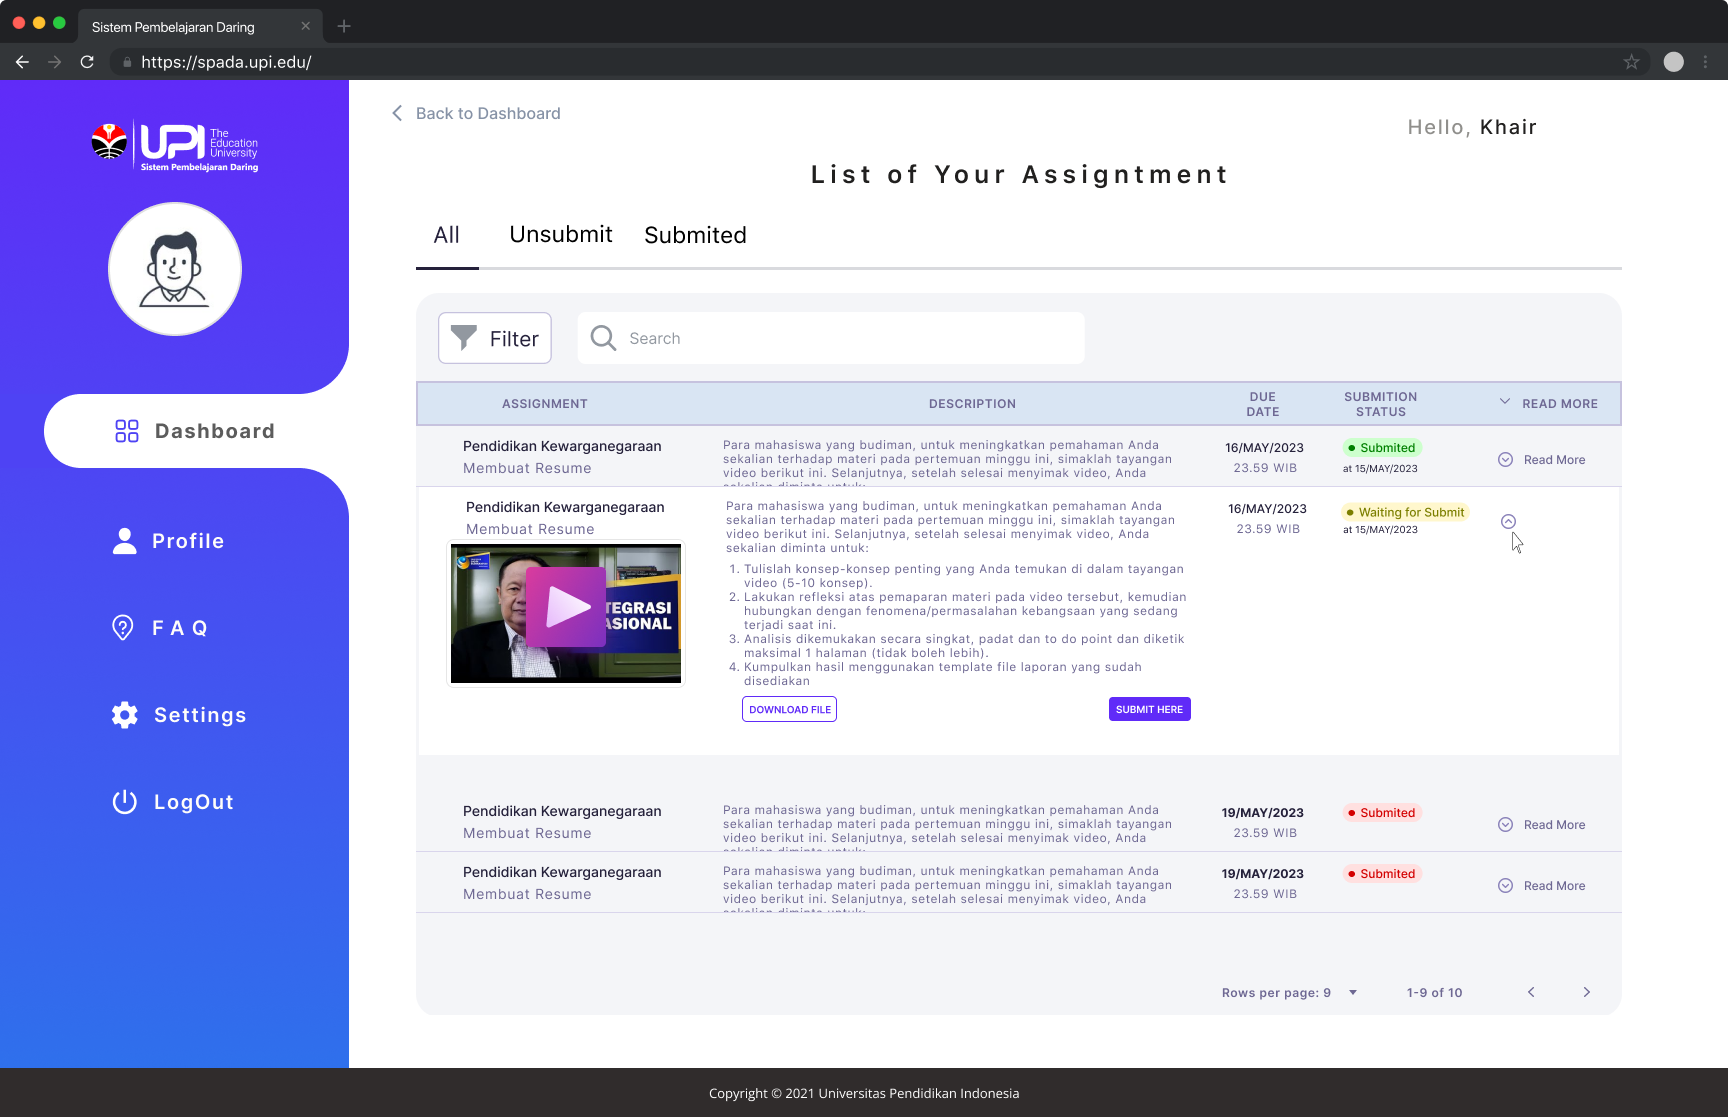 Sistem Pembelajaran Daring
https://spada.upi.edu/
UPI
The
Education
University
Sistem Pembelajaran Daring
Dashboard
Profile
F A Q
Settings
LogOut
Back to Dashboard
Hello, Khair
List of Your Assigntment
All
Unsubmit
Submited
Filter
Search
ASSIGNMENT
DESCRIPTION
DUE
DATE
SUBMITION
STATUS
READ MORE
Pendidikan Kewarganegaraan
Membuat Resume
Para mahasiswa yang budiman, untuk meningkatkan pemahaman Anda
sekalian terhadap materi pada pertemuan minggu ini, simaklah tayangan
video berikut ini. Selanjutnya, setelah selesai menyimak video, Anda
sekalian diminta untuk:
16/MAY/2023
23.59 WIB
Submited
at 15/MAY/2023
Read More
Pendidikan Kewarganegaraan
Membuat Resume
TEGRASI
ASIONAL
Para mahasiswa yang budiman, untuk meningkatkan pemahaman Anda
sekalian terhadap materi pada pertemuan minggu ini, simaklah tayangan
video berikut ini. Selanjutnya, setelah selesai menyimak video, Anda
sekalian diminta untuk:
1. Tulislah konsep-konsep penting yang Anda temukan di dalam tayangan
video (5-10 konsep).
2. Lakukan refleksi atas pemaparan materi pada video tersebut, kemudian
hubungkan dengan fenomena/permasalahan kebangsaan yang sedang
terjadi saat ini.
3. Analisis dikemukakan secara singkat, padat dan to do point dan diketik
maksimal 1 halaman (tidak boleh lebih).
4. Kumpulkan hasil menggunakan template file laporan yang sudah
disediakan
DOWNLOAD FILE
SUBMIT HERE
16/MAY/2023
23.59 WIB
Waiting for Submit
at 15/MAY/2023
Pendidikan Kewarganegaraan
Membuat Resume
Para mahasiswa yang budiman, untuk meningkatkan pemahaman Anda
sekalian terhadap materi pada pertemuan minggu ini, simaklah tayangan
video berikut ini. Selanjutnya, setelah selesai menyimak video, Anda
sekalian diminta untuk:
19/MAY/2023
23.59 WIB
Submited
Read More
Pendidikan Kewarganegaraan
Membuat Resume
Para mahasiswa yang budiman, untuk meningkatkan pemahaman Anda
sekalian terhadap materi pada pertemuan minggu ini, simaklah tayangan
video berikut ini. Selanjutnya, setelah selesai menyimak video, Anda
sekalian diminta untuk:
19/MAY/2023
23.59 WIB
Submited
Read More
Rows per page: 9
1-9 of 10
Copyright © 2021 Universitas Pendidikan Indonesia